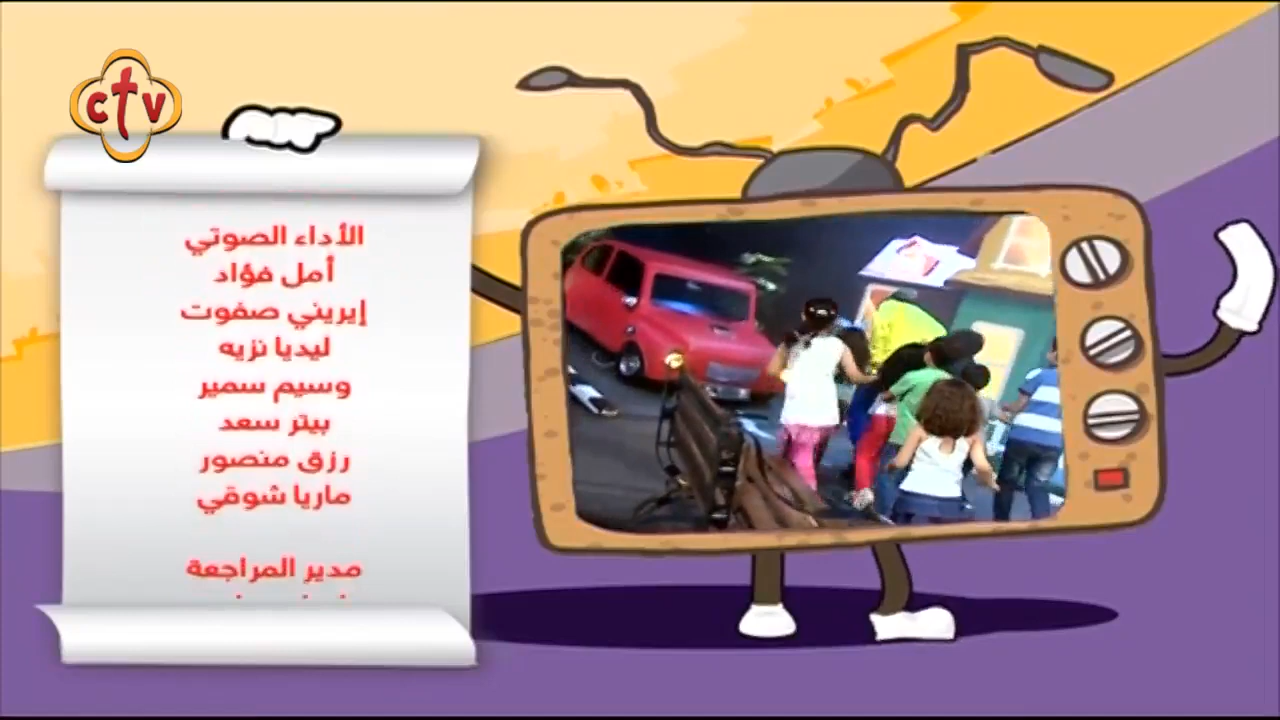 ctv
الأداء الصوتي
أمل فؤاد
إيريني صفوت
ليديا نزيه
وسيم سمير
بيتر سعد
رزق منصور
ماريا شوقي
مدير المراجعة